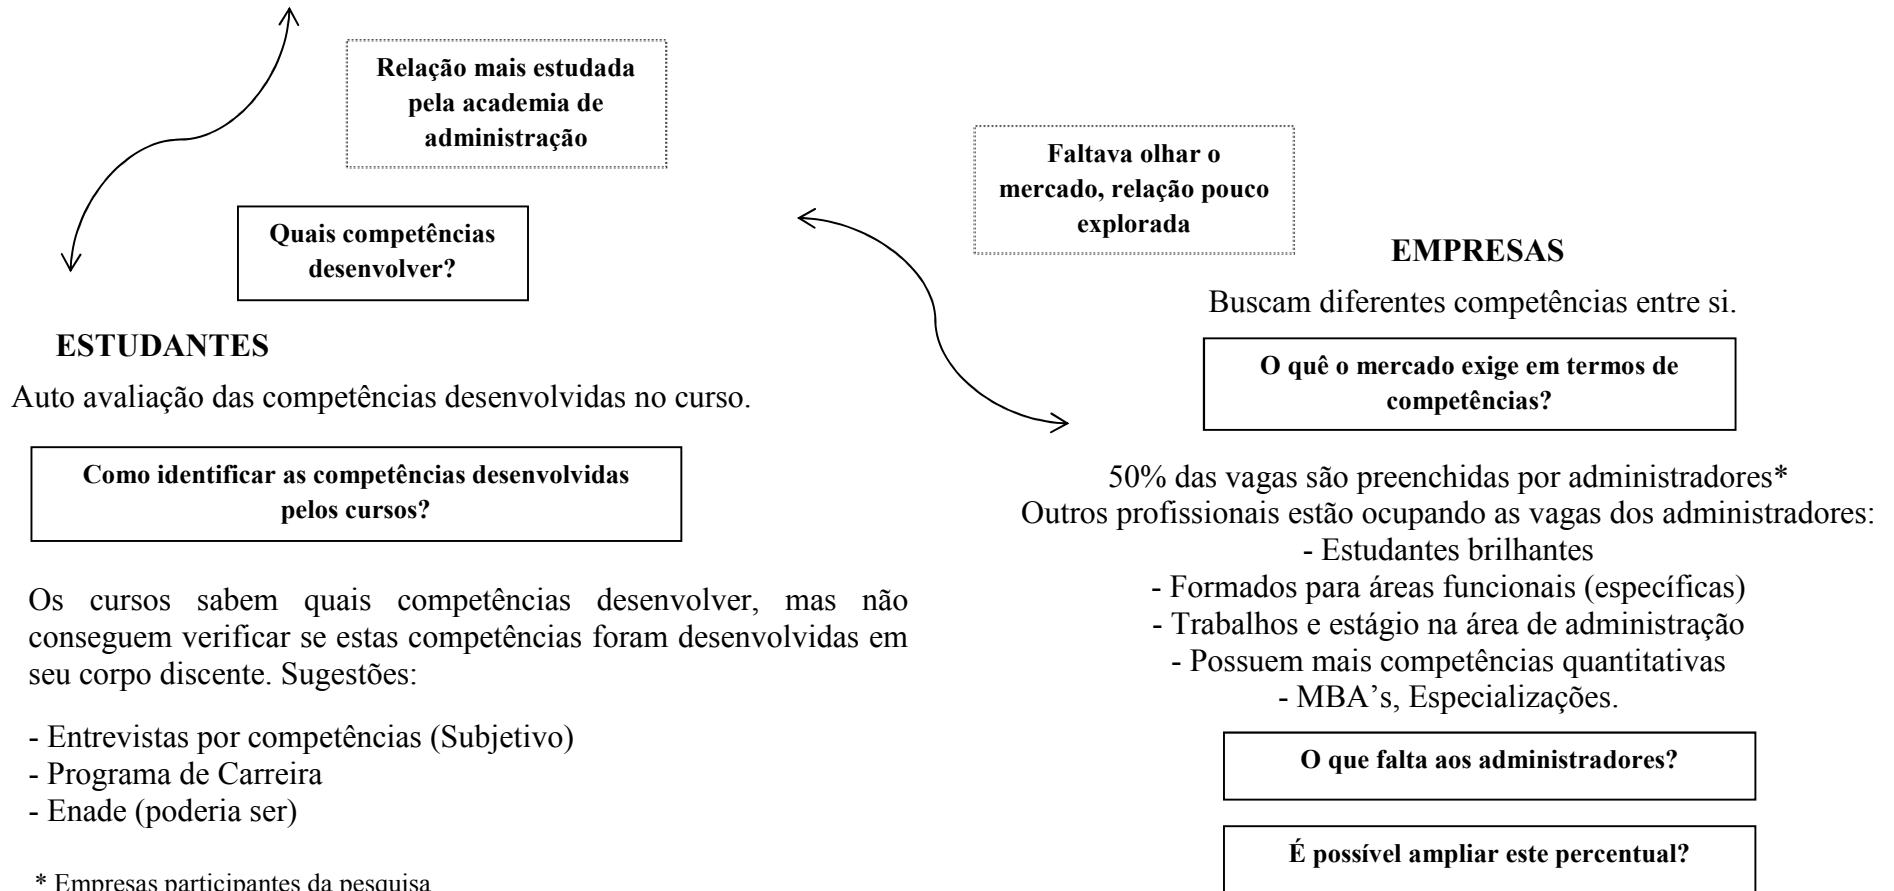 Relação mais estudada
pela academia de
administração
Quais competências
desenvolver?
ESTUDANTES
Auto avaliação das competências desenvolvidas no curso.
Como identificar as competências desenvolvidas
pelos cursos?
Os cursos sabem quais competências desenvolver, mas não
conseguem verificar se estas competências foram desenvolvidas em
seu corpo discente. Sugestões:
- Entrevistas por competências (Subjetivo)
- Programa de Carreira
- Enade (poderia ser)
* Empresas participantes da pesquisa
Faltava olhar o
mercado, relação pouco
explorada
EMPRESAS
Buscam diferentes competências entre si.
O quê o mercado exige em termos de
competências?
50% das vagas são preenchidas por administradores*
Outros profissionais estão ocupando as vagas dos administradores:
- Estudantes brilhantes
- Formados para áreas funcionais (específicas)
- Trabalhos e estágio na área de administração
- Possuem mais competências quantitativas
- MBA’s, Especializações.
O que falta aos administradores?
É possível ampliar este percentual?